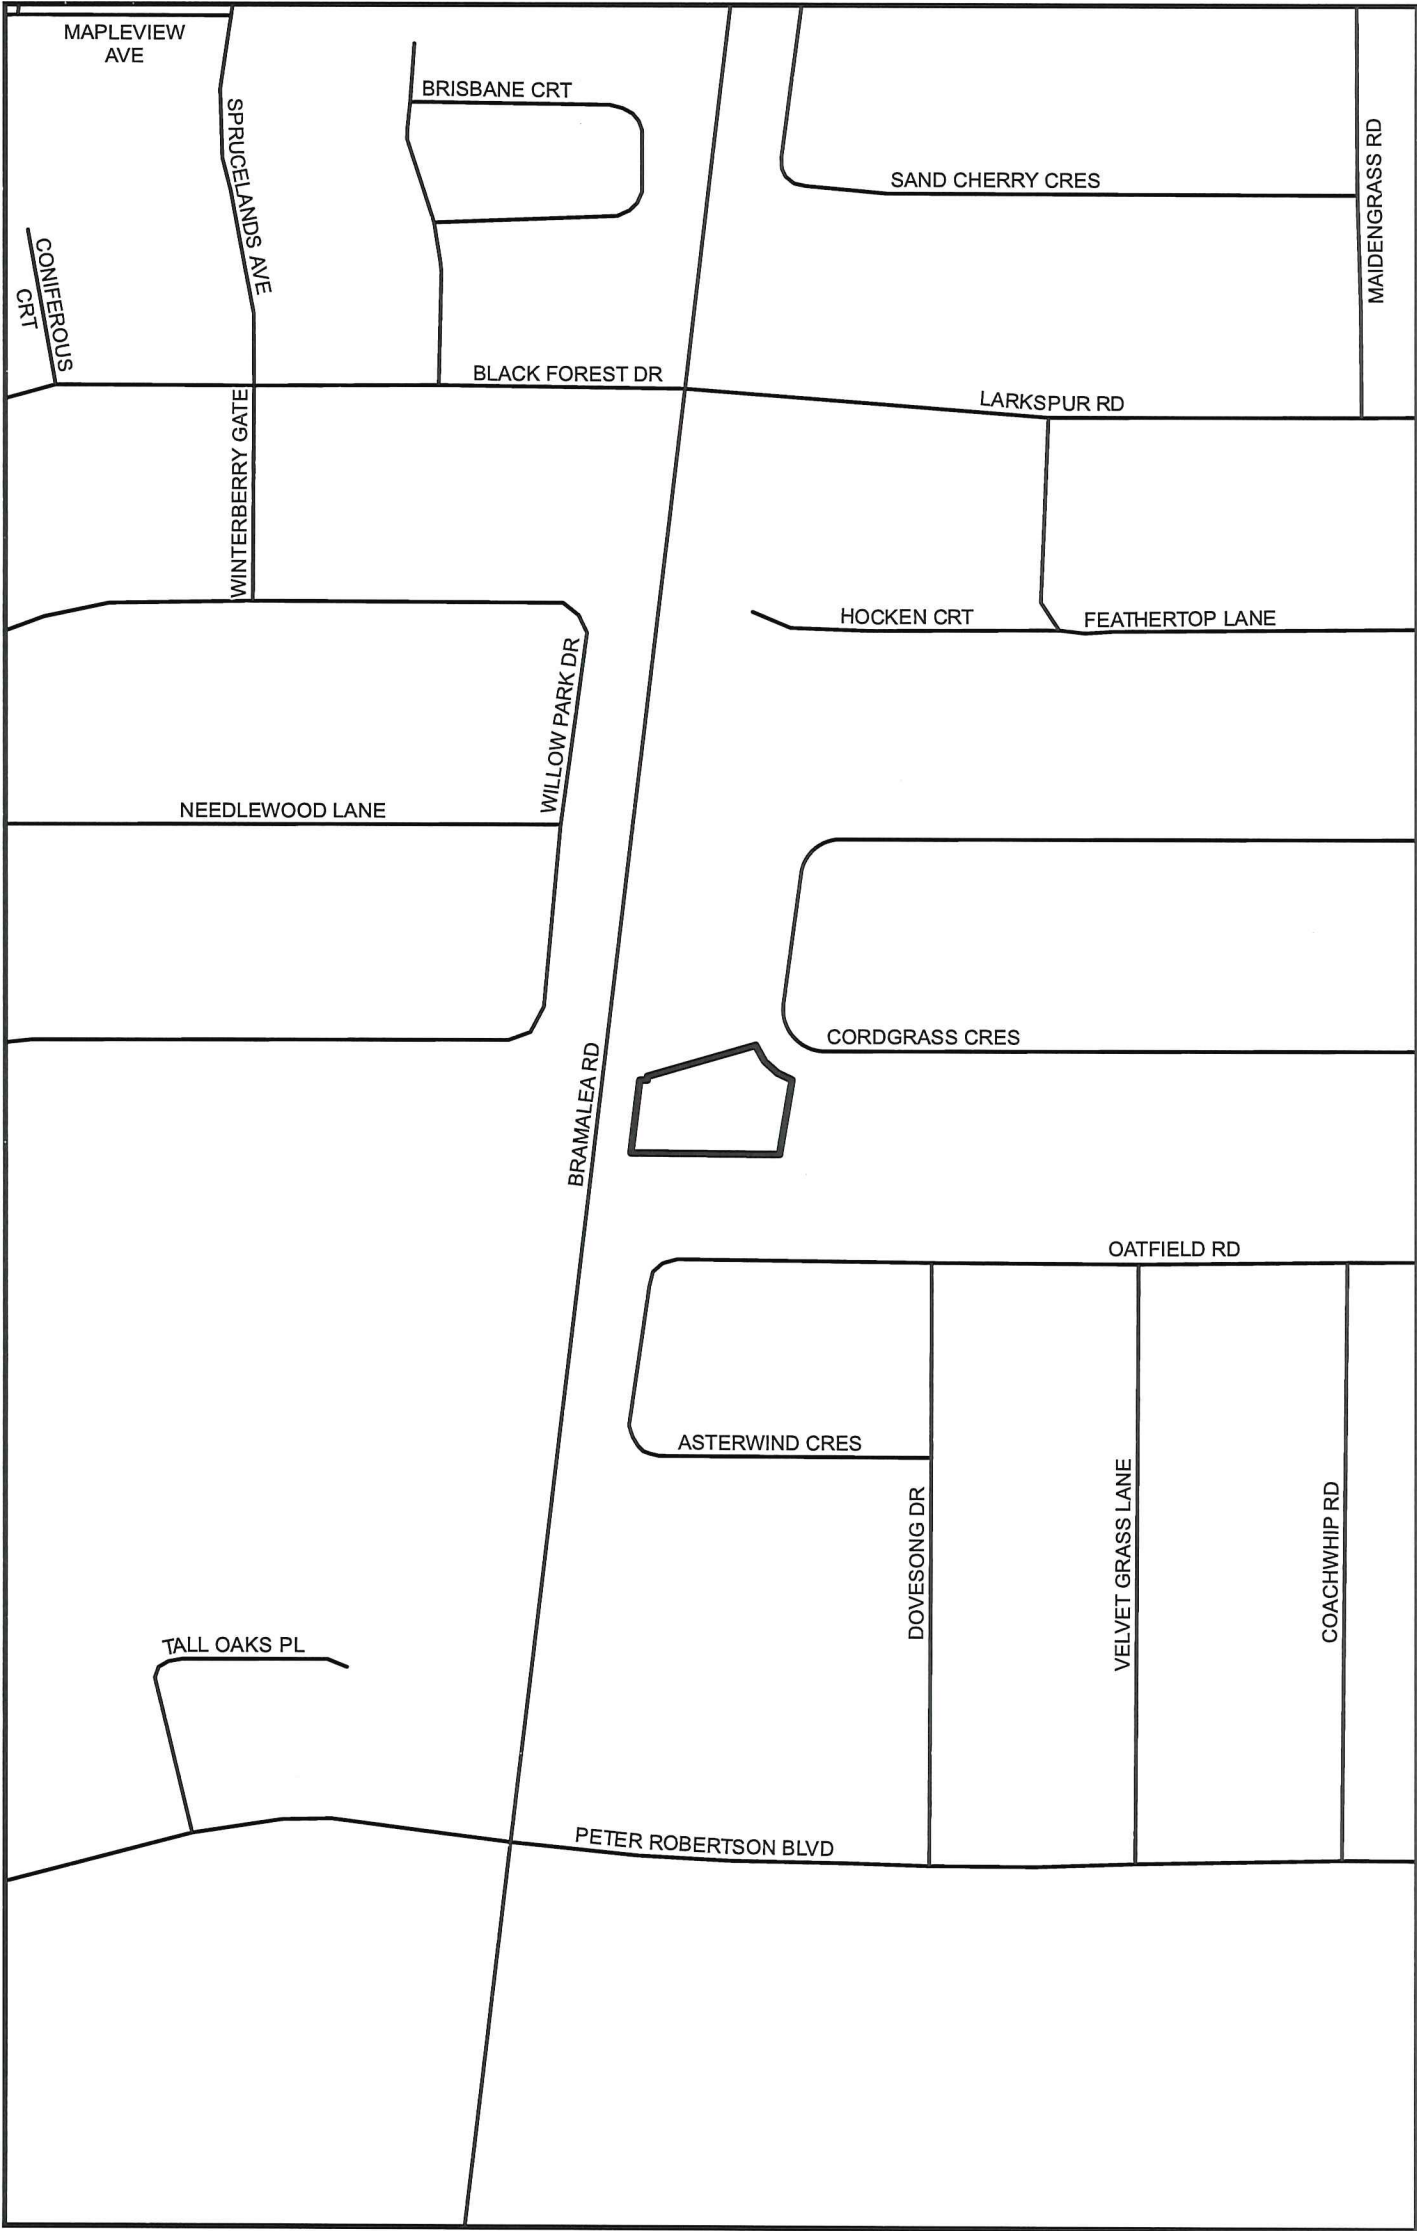 MAPLEVIEW
AVE
BRISBANE CRT
SPRUCELANDS AVE
SAND CHERRY CRES
MAIDENGRASS RD
CONIFEROUS
CRT
BLACK FOREST DR
LARKSPUR RD
WINTERBERRY GATE
HOCKEN CRT
FEATHERTOP LANE
WILLOW PARK DR
NEEDLEWOOD LANE
CORDGRASS CRES
BRAMALEA RD
OATFIELD RD
ASTERWIND CRES
DOVESONG DR
VELVET GRASS LANE
COACHWHIP RD
TALL OAKS PL
PETER ROBERTSON BLVD